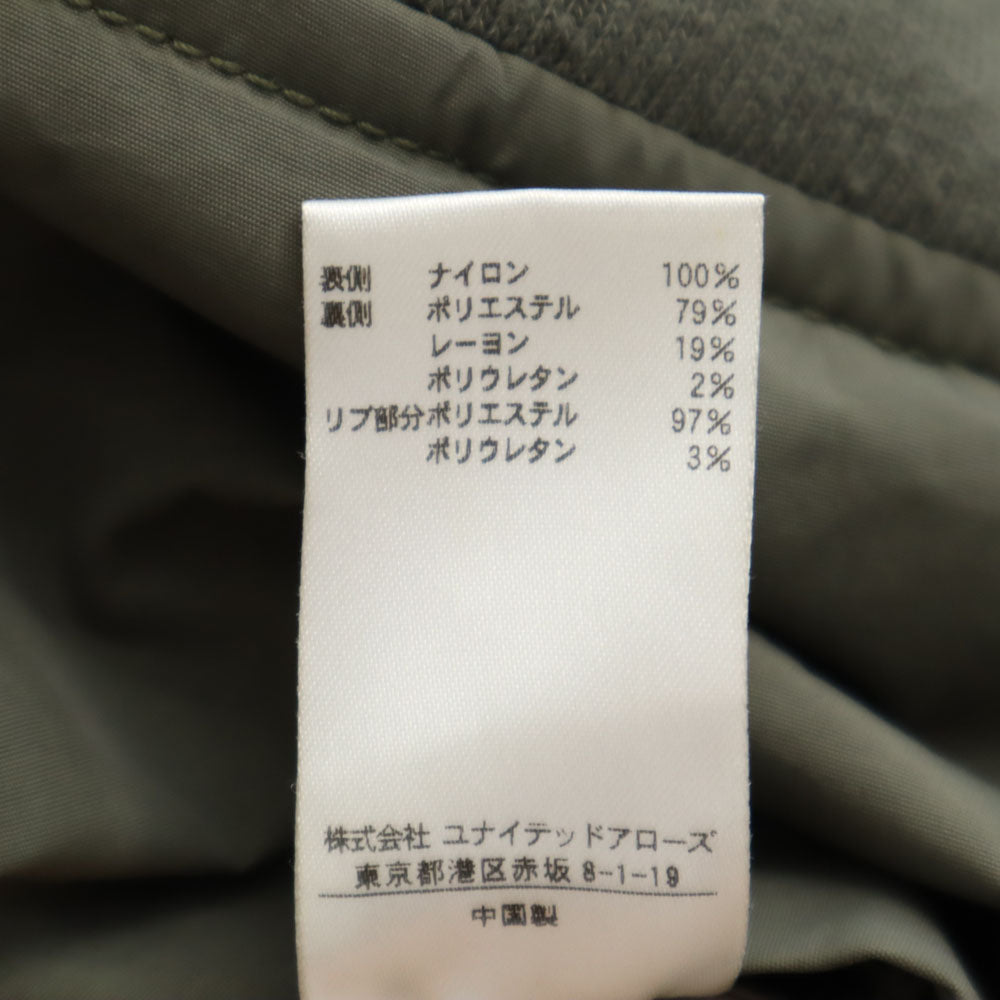 表側 ナイロン 100%
裏側 ポリエステル 79%
レーヨン 19%
ポリウレタン 2%
リブ部分 ポリエステル 97%
ポリウレタン 3%
株式会社 ユナイテッドアローズ
東京都港区赤坂 8-1-19
中国製